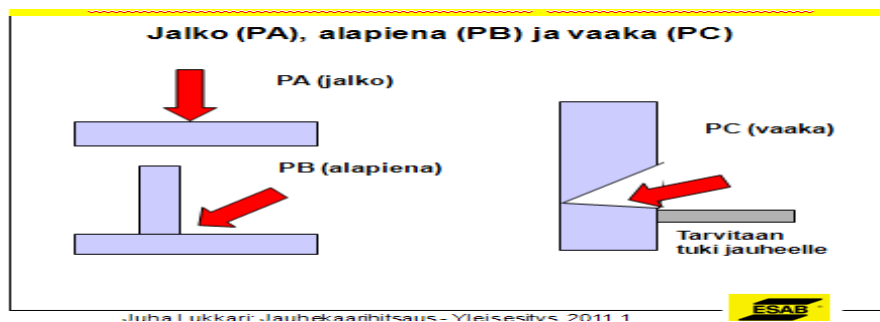 Jalko (PA), alapiena (PB) ja vaaka (PC)
PA (jalko)
PC (vaaka)
PB (alapiena)
Tarvitaan
tuki jauheelle
ESAB
Juha Lukkari: Jauhekaarihitsaus - Yleisesitys 2011.1